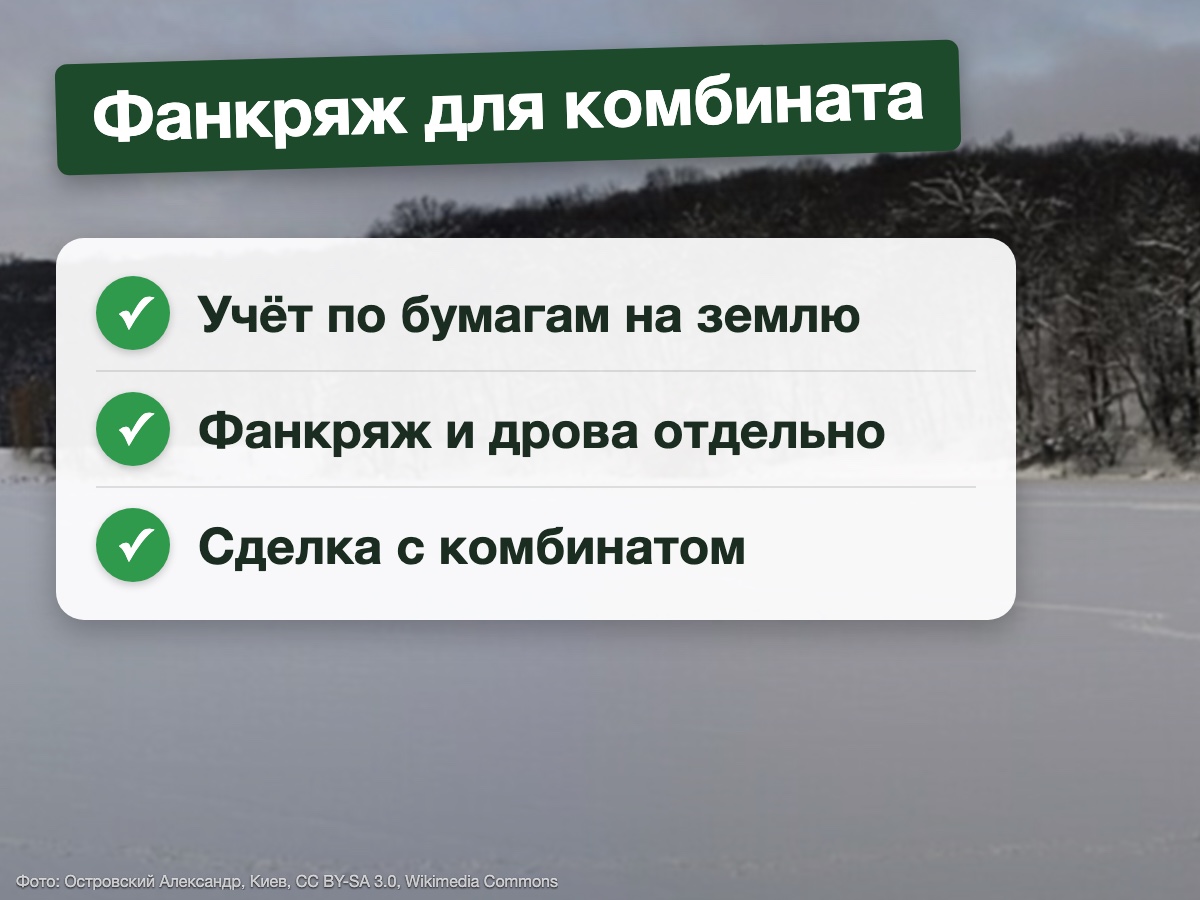 Фанкряж для комбината
Учёт по бумагам на землю
Фанкряж и дрова отдельно
Сделка с комбинатом
Фото: Островский Александр, Киев, CC BY-SA 3.0, Wikimedia Commons